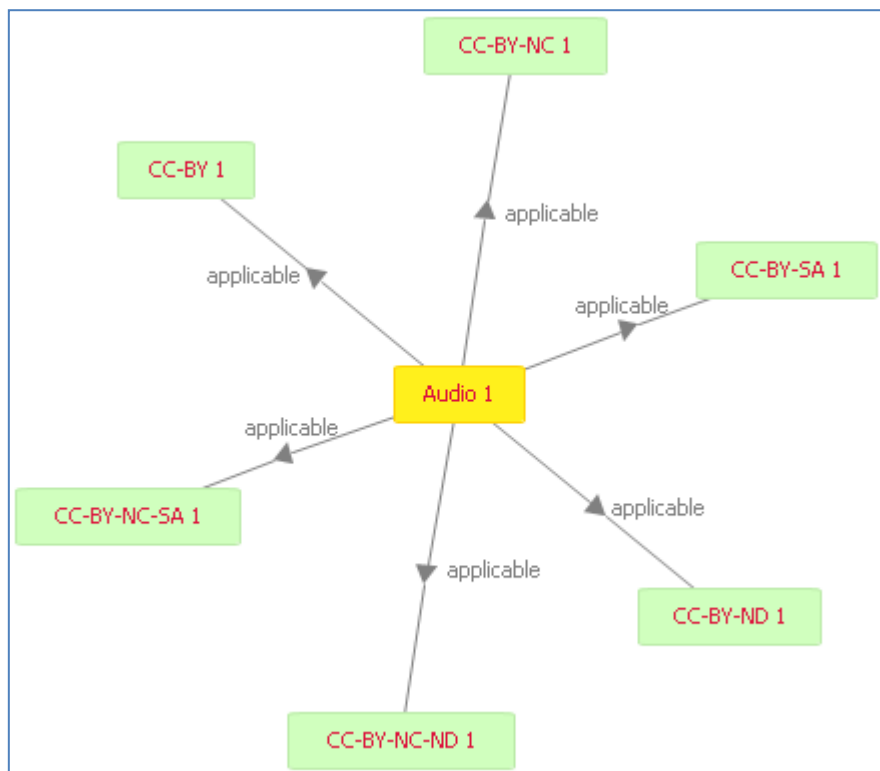 CC-BY-NC 1
CC-BY 1
applicable
CC-BY-SA 1
applicable
applicable
Audio 1
applicable
CC-BY-NC-SA 1
applicable
applicable
CC-BY-ND 1
CC-BY-NC-ND 1